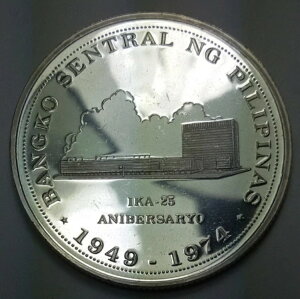 BANGKO SENTRAL NG PILIPINAS
IKA-25
ANIBERSARYO
* 1949 - 1974 *